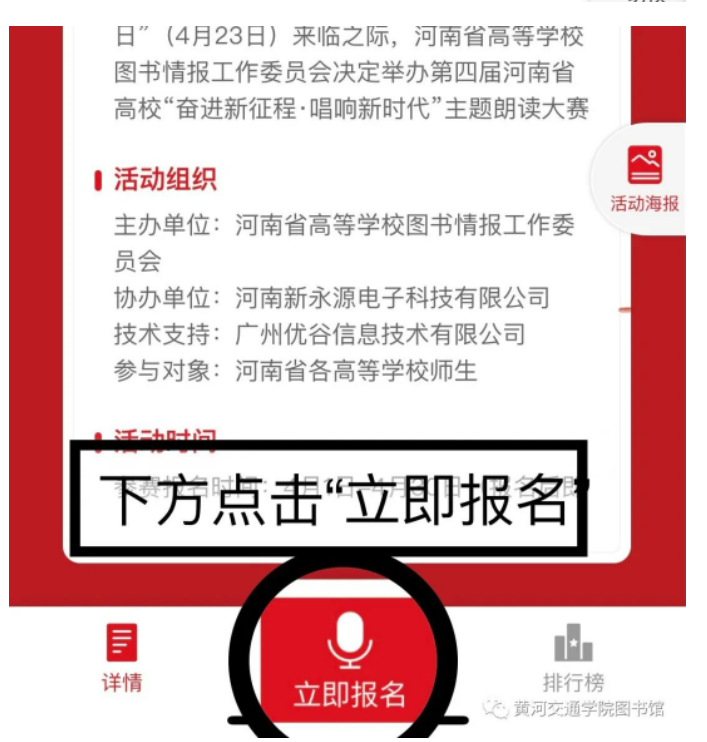 日”（4月23日）来临之际，河南省高等学校
图书情报工作委员会决定举办第四届河南省
高校“奋进新征程·唱响新时代”主题朗读大赛
活动海报
活动组织
主办单位：河南省高等学校图书情报工作委
员会
协办单位：河南新永源电子科技有限公司
技术支持：广州优谷信息技术有限公司
参与对象：河南省各高等学校师生
活动时间
下方点击“立即报名”
详情
立即报名
排行榜
黄河交通学院图书馆